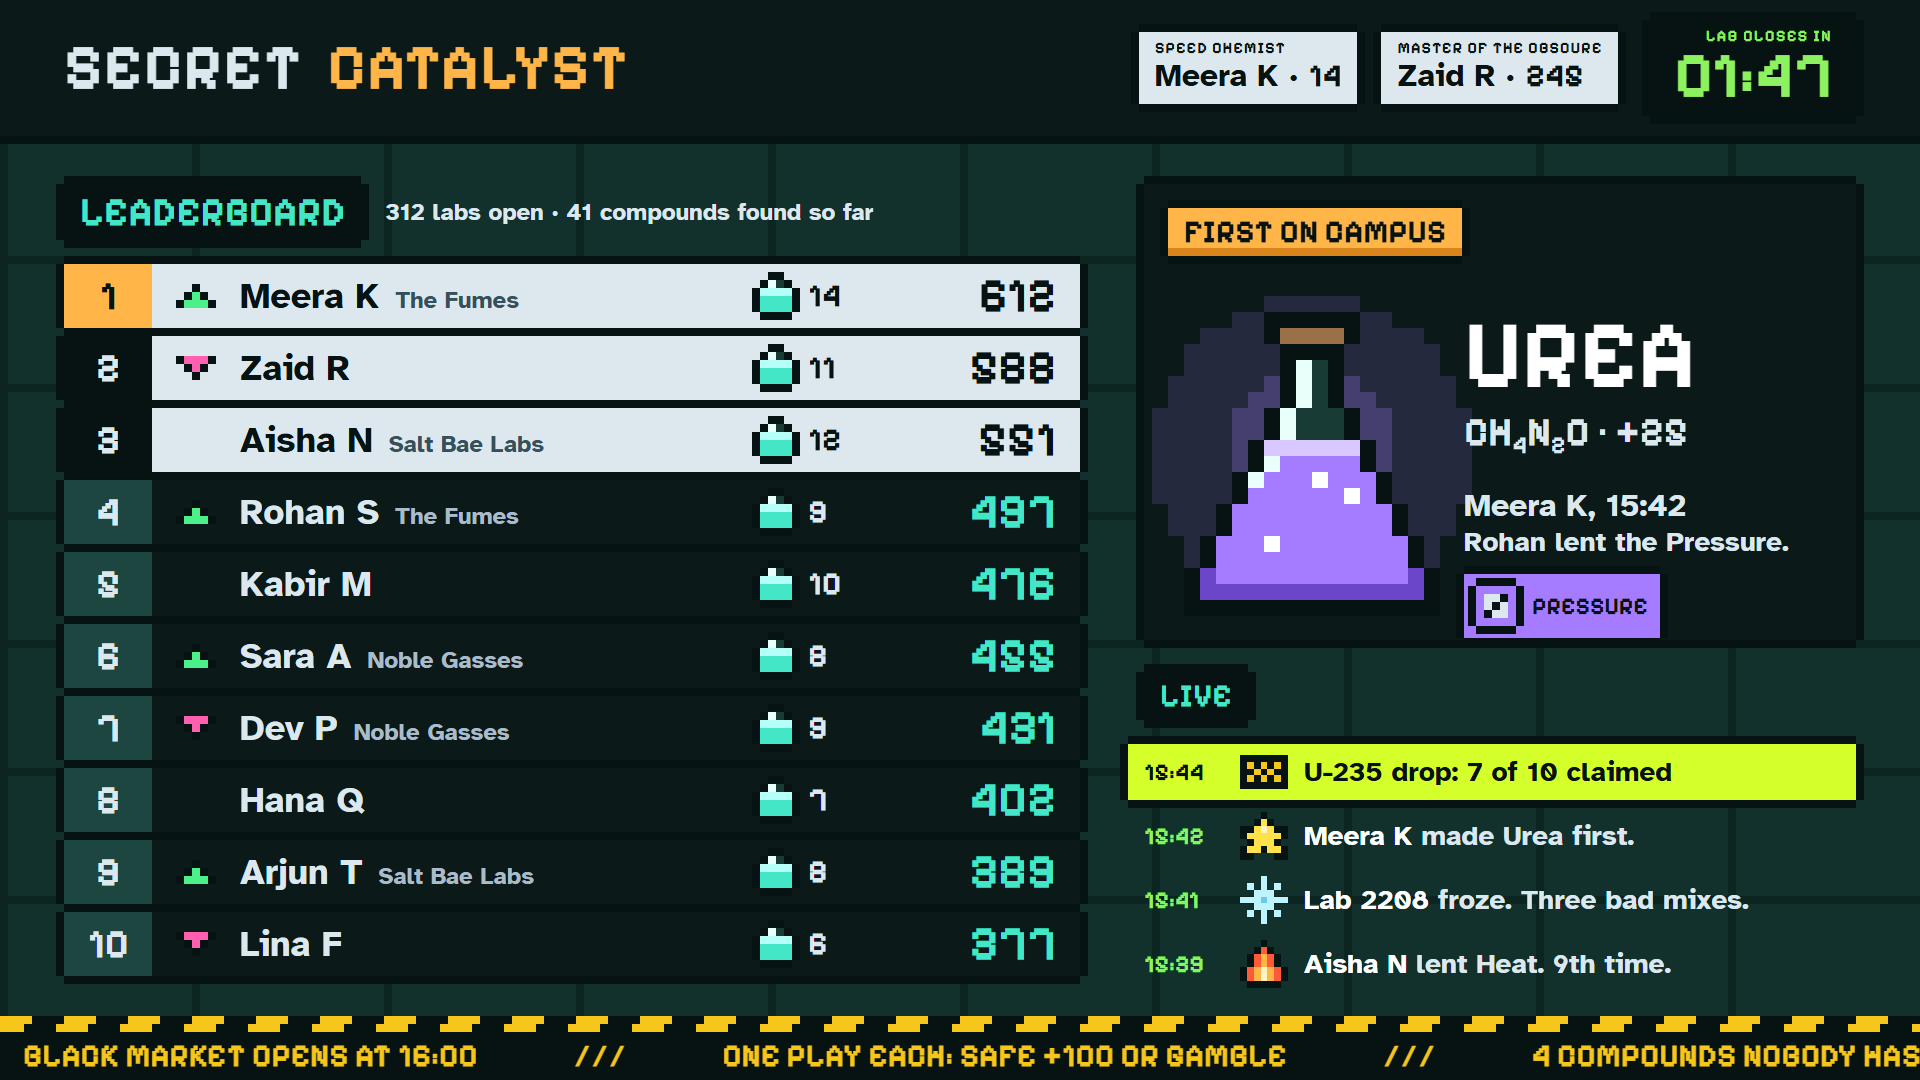 SECRET CATALYST
SPEED CHEMIST
Meera K · 14
MASTER OF THE OBSCURE
Zaid R · 245
LAB CLOSES IN
01:47
LEADERBOARD
312 labs open · 41 compounds found so far
1 Meera K The Fumes 14 612
2 Zaid R 11 588
3 Aisha N Salt Bae Labs 12 551
4 Rohan S The Fumes 9 497
5 Kabir M 10 476
6 Sara A Noble Gasses 8 455
7 Dev P Noble Gasses 9 431
8 Hana Q 7 402
9 Arjun T Salt Bae Labs 8 389
10 Lina F 6 377
FIRST ON CAMPUS
UREA
CH₄N₂O · +25
Meera K, 15:42
Rohan lent the Pressure.
PRESSURE
LIVE
15:44 U-235 drop: 7 of 10 claimed
15:42 Meera K made Urea first.
15:41 Lab 2208 froze. Three bad mixes.
15:39 Aisha N lent Heat. 9th time.
BLACK MARKET OPENS AT 16:00 /// ONE PLAY EACH: SAFE +100 OR GAMBLE /// 4 COMPOUNDS NOBODY HAS